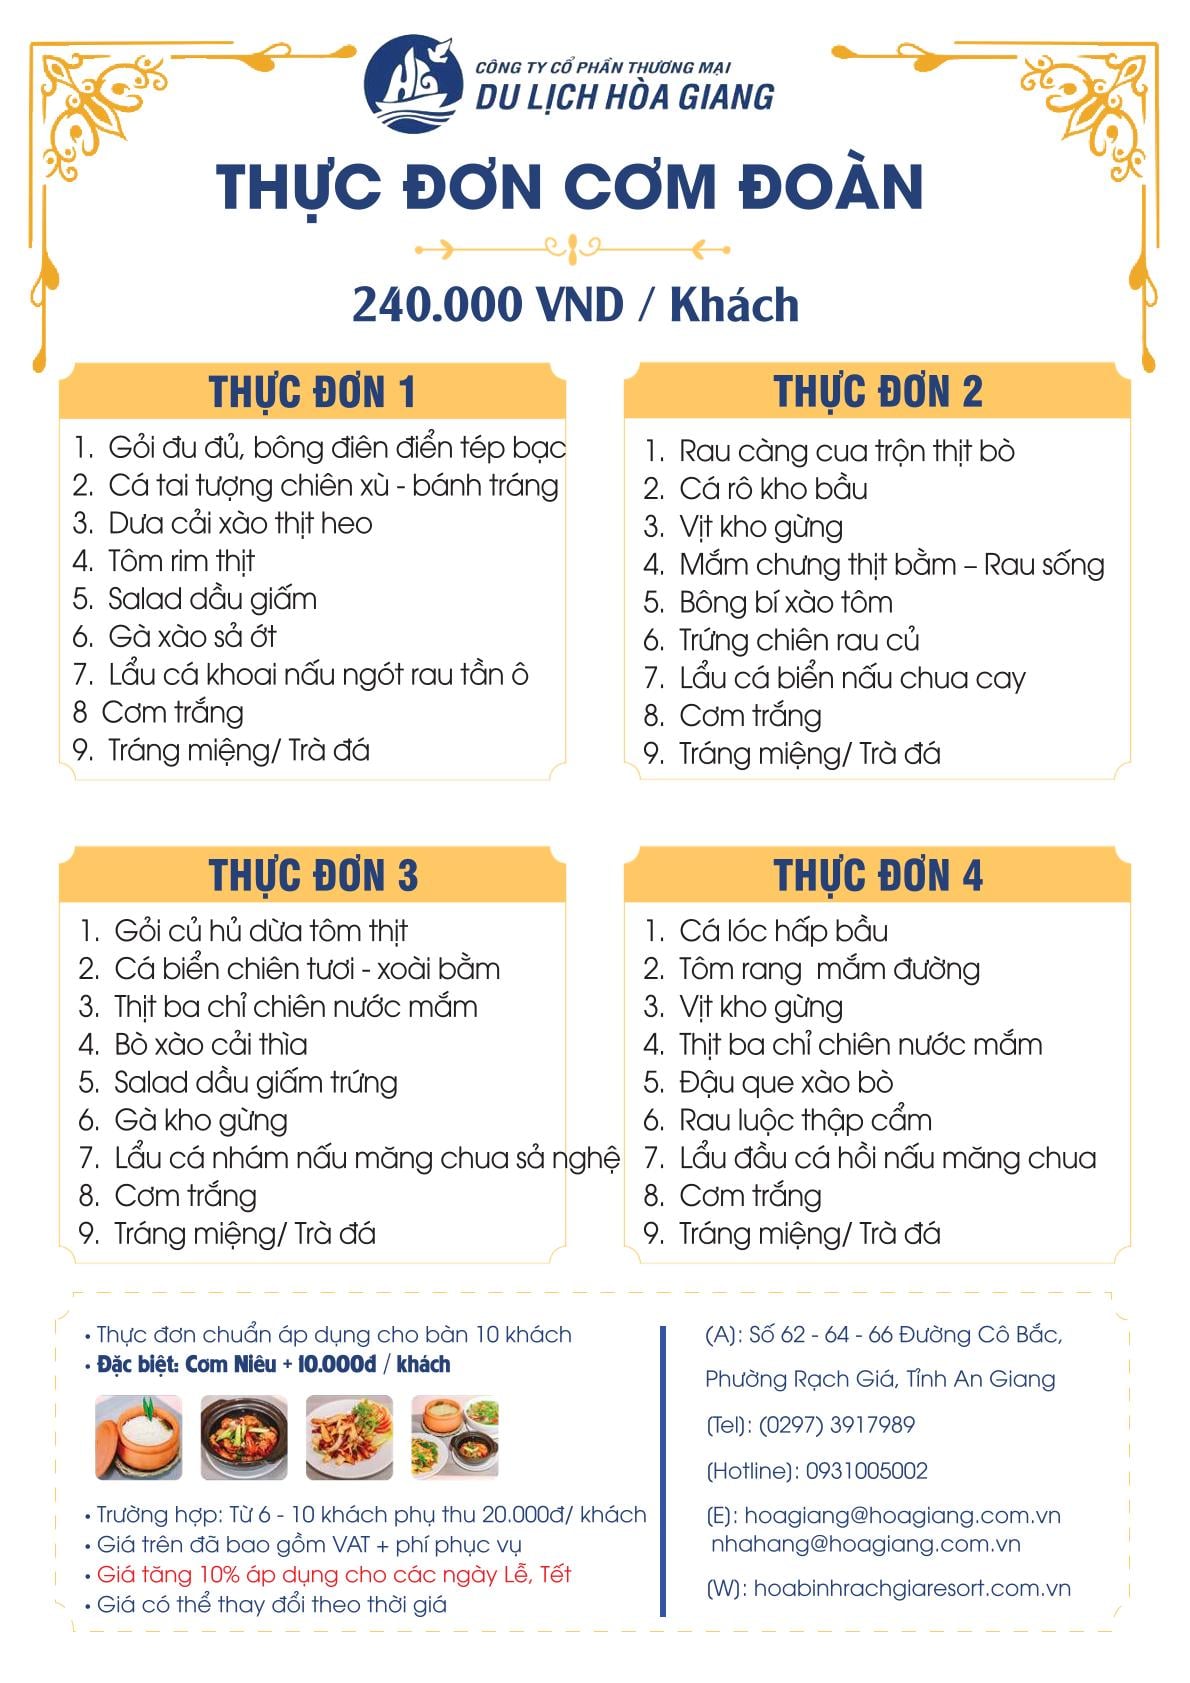 CÔNG TY CỔ PHẦN THƯƠNG MẠI
DU LỊCH HÒA GIANG
THỰC ĐƠN CƠM ĐOÀN
240.000 VND / Khách
THỰC ĐƠN 1
1. Gỏi đu đủ, bông điên điển tép bạc
2. Cá tai tượng chiên xù - bánh tráng
3. Dưa cải xào thịt heo
4. Tôm rim thịt
5. Salad dầu giấm
6. Gà xào sả ớt
7. Lẩu cá khoai nấu ngót rau tần ô
8 Cơm trắng
9. Tráng miệng/ Trà đá
THỰC ĐƠN 2
1. Rau càng cua trộn thịt bò
2. Cá rô kho bầu
3. Vịt kho gừng
4. Mắm chưng thịt bằm – Rau sống
5. Bông bí xào tôm
6. Trứng chiên rau củ
7. Lẩu cá biển nấu chua cay
8. Cơm trắng
9. Tráng miệng/ Trà đá
THỰC ĐƠN 3
1. Gỏi củ hủ dừa tôm thịt
2. Cá biển chiên tươi - xoài bằm
3. Thịt ba chỉ chiên nước mắm
4. Bò xào cải thìa
5. Salad dầu giấm trứng
6. Gà kho gừng
7. Lẩu cá nhám nấu măng chua sả nghệ
8. Cơm trắng
9. Tráng miệng/ Trà đá
THỰC ĐƠN 4
1. Cá lóc hấp bầu
2. Tôm rang mắm đường
3. Vịt kho gừng
4. Thịt ba chỉ chiên nước mắm
5. Đậu que xào bò
6. Rau luộc thập cẩm
7. Lẩu đầu cá hồi nấu măng chua
8. Cơm trắng
9. Tráng miệng/ Trà đá
• Thực đơn chuẩn áp dụng cho bàn 10 khách
• Đặc biệt: Cơm Niêu + 10.000đ / khách
• Trường hợp: Từ 6 - 10 khách phụ thu 20.000đ/ khách
• Giá trên đã bao gồm VAT + phí phục vụ
• Giá tăng 10% áp dụng cho các ngày Lễ, Tết
• Giá có thể thay đổi theo thời giá
(A): Số 62 - 64 - 66 Đường Cô Bắc,
Phường Rạch Giá, Tỉnh An Giang
(Tel): (0297) 3917989
(Hotline): 0931005002
(E): hoagiang@hoagiang.com.vn
nhahang@hoagiang.com.vn
(W): hoabinhrachgiaresort.com.vn